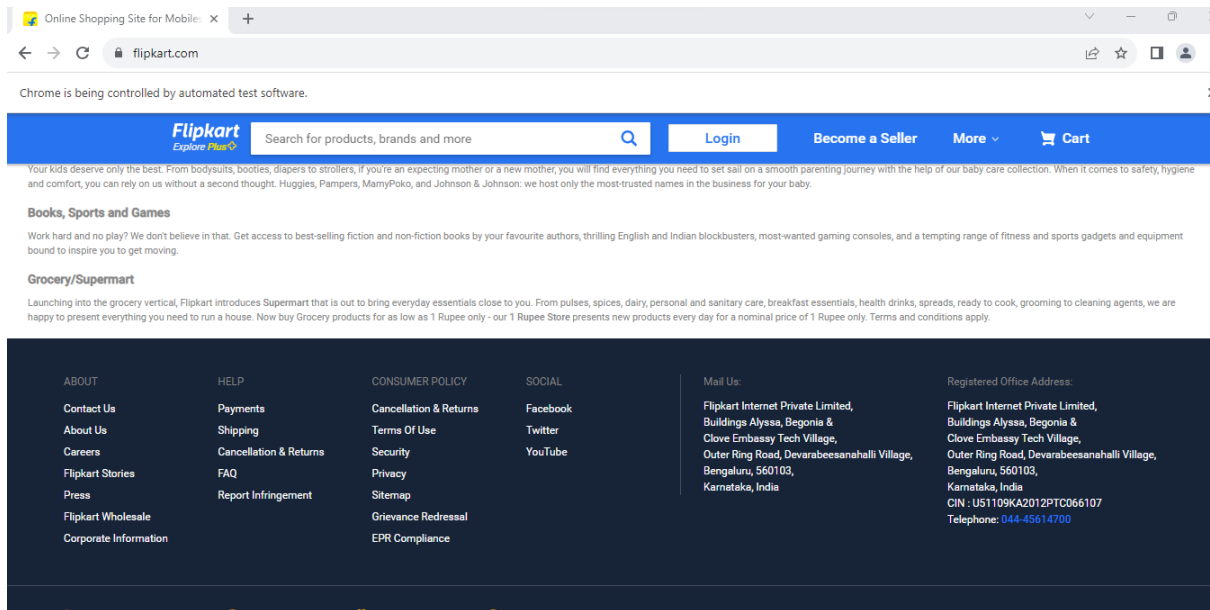 Online Shopping Site for Mobiles
flipkart.com
Chrome is being controlled by automated test software.
Flipkart
Explore Plus
Search for products, brands and more
Login
Become a Seller
More
Cart
Your kids deserve only the best. From bodysuits, booties, diapers to strollers, if you're an expecting mother or a new mother, you will find everything you need to set sail on a smooth parenting journey with the help of our baby care collection. When it comes to safety, hygiene
and comfort, you can rely on us without a second thought. Huggies, Pampers, MamyPoko, and Johnson & Johnson: we host only the most-trusted names in the business for your baby.
Books, Sports and Games
Work hard and no play? We don't believe in that. Get access to best-selling fiction and non-fiction books by your favourite authors, thrilling English and Indian blockbusters, most-wanted gaming consoles, and a tempting range of fitness and sports gadgets and equipment
bound to inspire you to get moving.
Grocery/Supermart
Launching into the grocery vertical, Flipkart introduces Supermart that is out to bring everyday essentials close to you. From pulses, spices, dairy, personal and sanitary care, breakfast essentials, health drinks, spreads, ready to cook, grooming to cleaning agents, we are
happy to present everything you need to run a house. Now buy Grocery products for as low as 1 Rupee only - our 1 Rupee Store presents new products every day for a nominal price of 1 Rupee only. Terms and conditions apply.
ABOUT
Contact Us
About Us
Careers
Flipkart Stories
Press
Flipkart Wholesale
Corporate Information
HELP
Payments
Shipping
Cancellation & Returns
FAQ
Report Infringement
CONSUMER POLICY
Cancellation & Returns
Terms Of Use
Security
Privacy
Sitemap
Grievance Redressal
EPR Compliance
SOCIAL
Facebook
Twitter
YouTube
Mail Us:
Flipkart Internet Private Limited,
Buildings Alyssa, Begonia &
Clove Embassy Tech Village,
Outer Ring Road, Devarabeesanahalli Village,
Bengaluru, 560103,
Karnataka, India
Registered Office Address:
Flipkart Internet Private Limited,
Buildings Alyssa, Begonia &
Clove Embassy Tech Village,
Outer Ring Road, Devarabeesanahalli Village,
Bengaluru, 560103,
Karnataka, India
CIN : U51109KA2012PTC066107
Telephone: 044-45614700